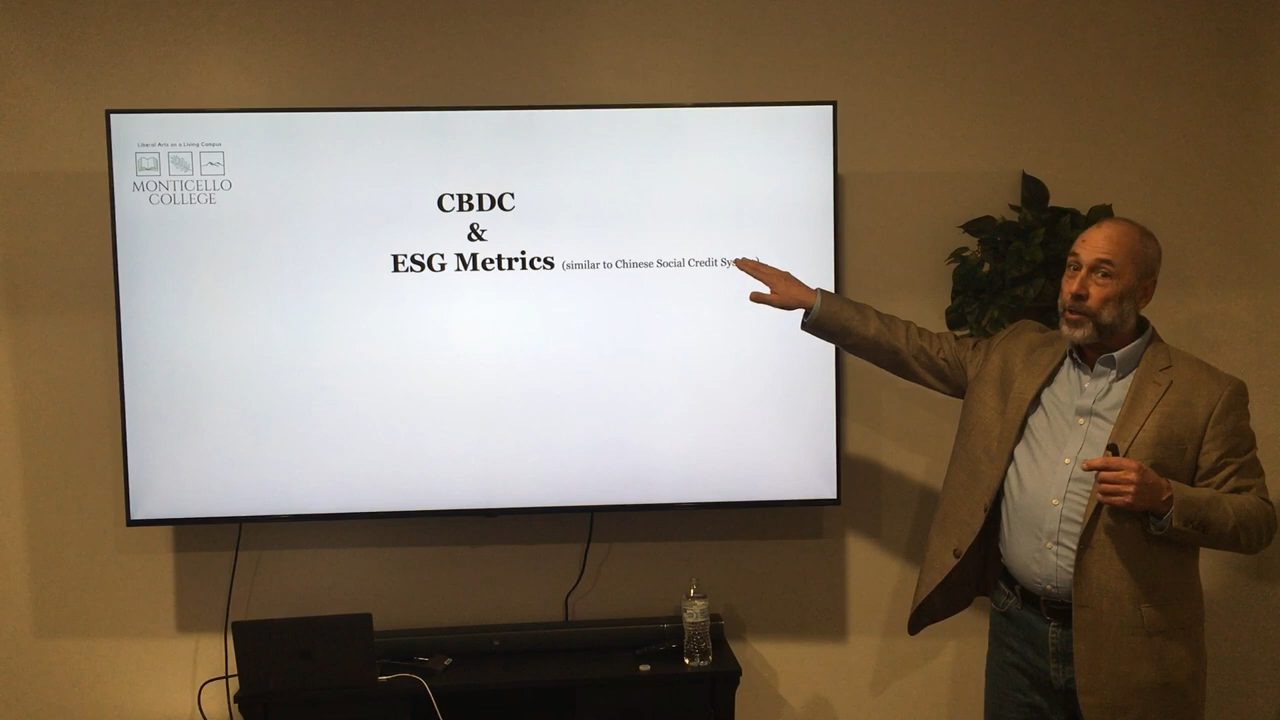 Liberal Arts on a Living Campus
MONTICELLO
COLLEGE
CBDC
&
ESG Metrics (similar to Chinese Social Credit